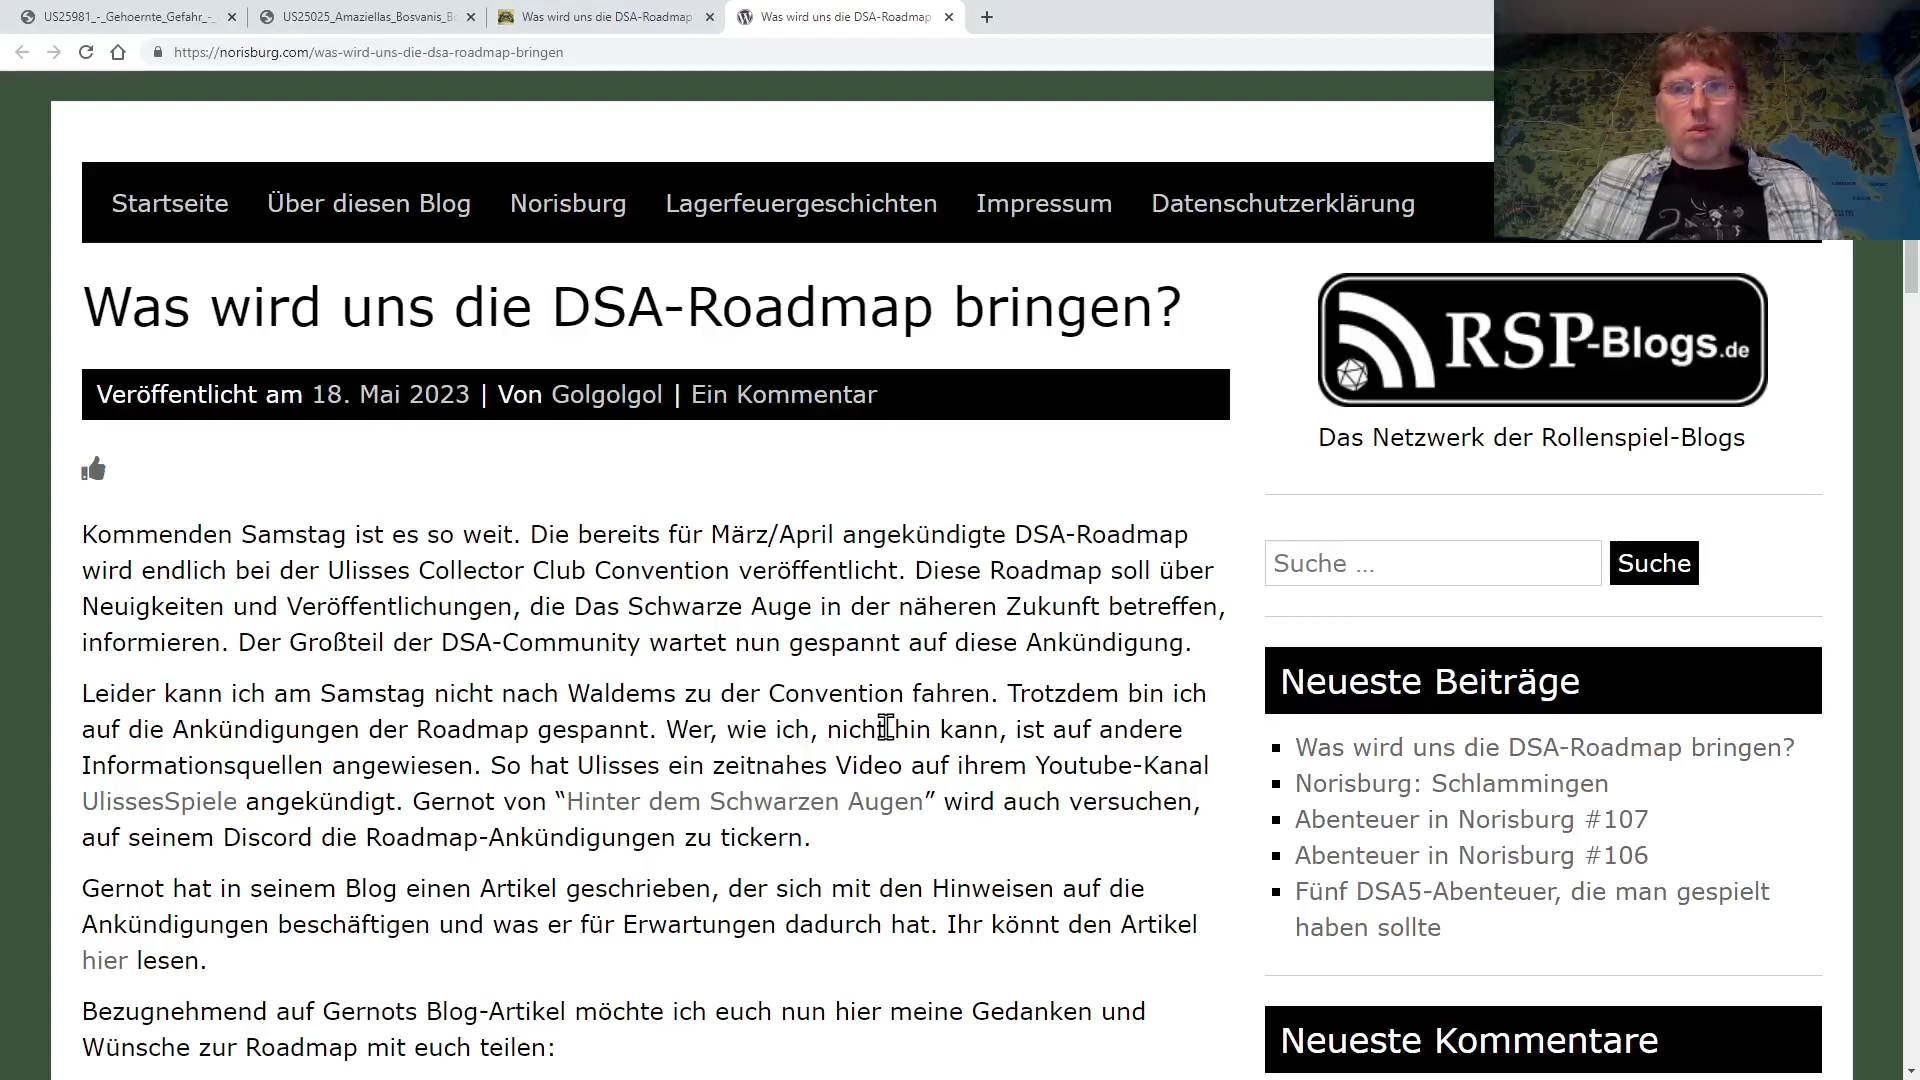 US25981_-_Gehoernte_Gefahr_-_
US25025_Amaziellas_Bosvanis_Bo
Was wird uns die DSA-Roadmap
Was wird uns die DSA-Roadmap
https://norisburg.com/was-wird-uns-die-dsa-roadmap-bringen
Startseite Über diesen Blog Norisburg Lagerfeuergeschichten Impressum Datenschutzerklärung
Was wird uns die DSA-Roadmap bringen?
Veröffentlicht am 18. Mai 2023 | Von Golgolgol | Ein Kommentar
Kommenden Samstag ist es so weit. Die bereits für März/April angekündigte DSA-Roadmap
wird endlich bei der Ulisses Collector Club Convention veröffentlicht. Diese Roadmap soll über
Neuigkeiten und Veröffentlichungen, die Das Schwarze Auge in der näheren Zukunft betreffen,
informieren. Der Großteil der DSA-Community wartet nun gespannt auf diese Ankündigung.
Leider kann ich am Samstag nicht nach Waldems zu der Convention fahren. Trotzdem bin ich
auf die Ankündigungen der Roadmap gespannt. Wer, wie ich, nicht hin kann, ist auf andere
Informationsquellen angewiesen. So hat Ulisses ein zeitnahes Video auf ihrem Youtube-Kanal
UlissesSpiele angekündigt. Gernot von “Hinter dem Schwarzen Augen” wird auch versuchen,
auf seinem Discord die Roadmap-Ankündigungen zu tickern.
Gernot hat in seinem Blog einen Artikel geschrieben, der sich mit den Hinweisen auf die
Ankündigungen beschäftigen und was er für Erwartungen dadurch hat. Ihr könnt den Artikel
hier lesen.
Bezugnehmend auf Gernots Blog-Artikel möchte ich euch nun hier meine Gedanken und
Wünsche zur Roadmap mit euch teilen:
RSP-Blogs.de
Das Netzwerk der Rollenspiel-Blogs
Suche …
Suche
Neueste Beiträge
Was wird uns die DSA-Roadmap bringen?
Norisburg: Schlammingen
Abenteuer in Norisburg #107
Abenteuer in Norisburg #106
Fünf DSA5-Abenteuer, die man gespielt
haben sollte
Neueste Kommentare